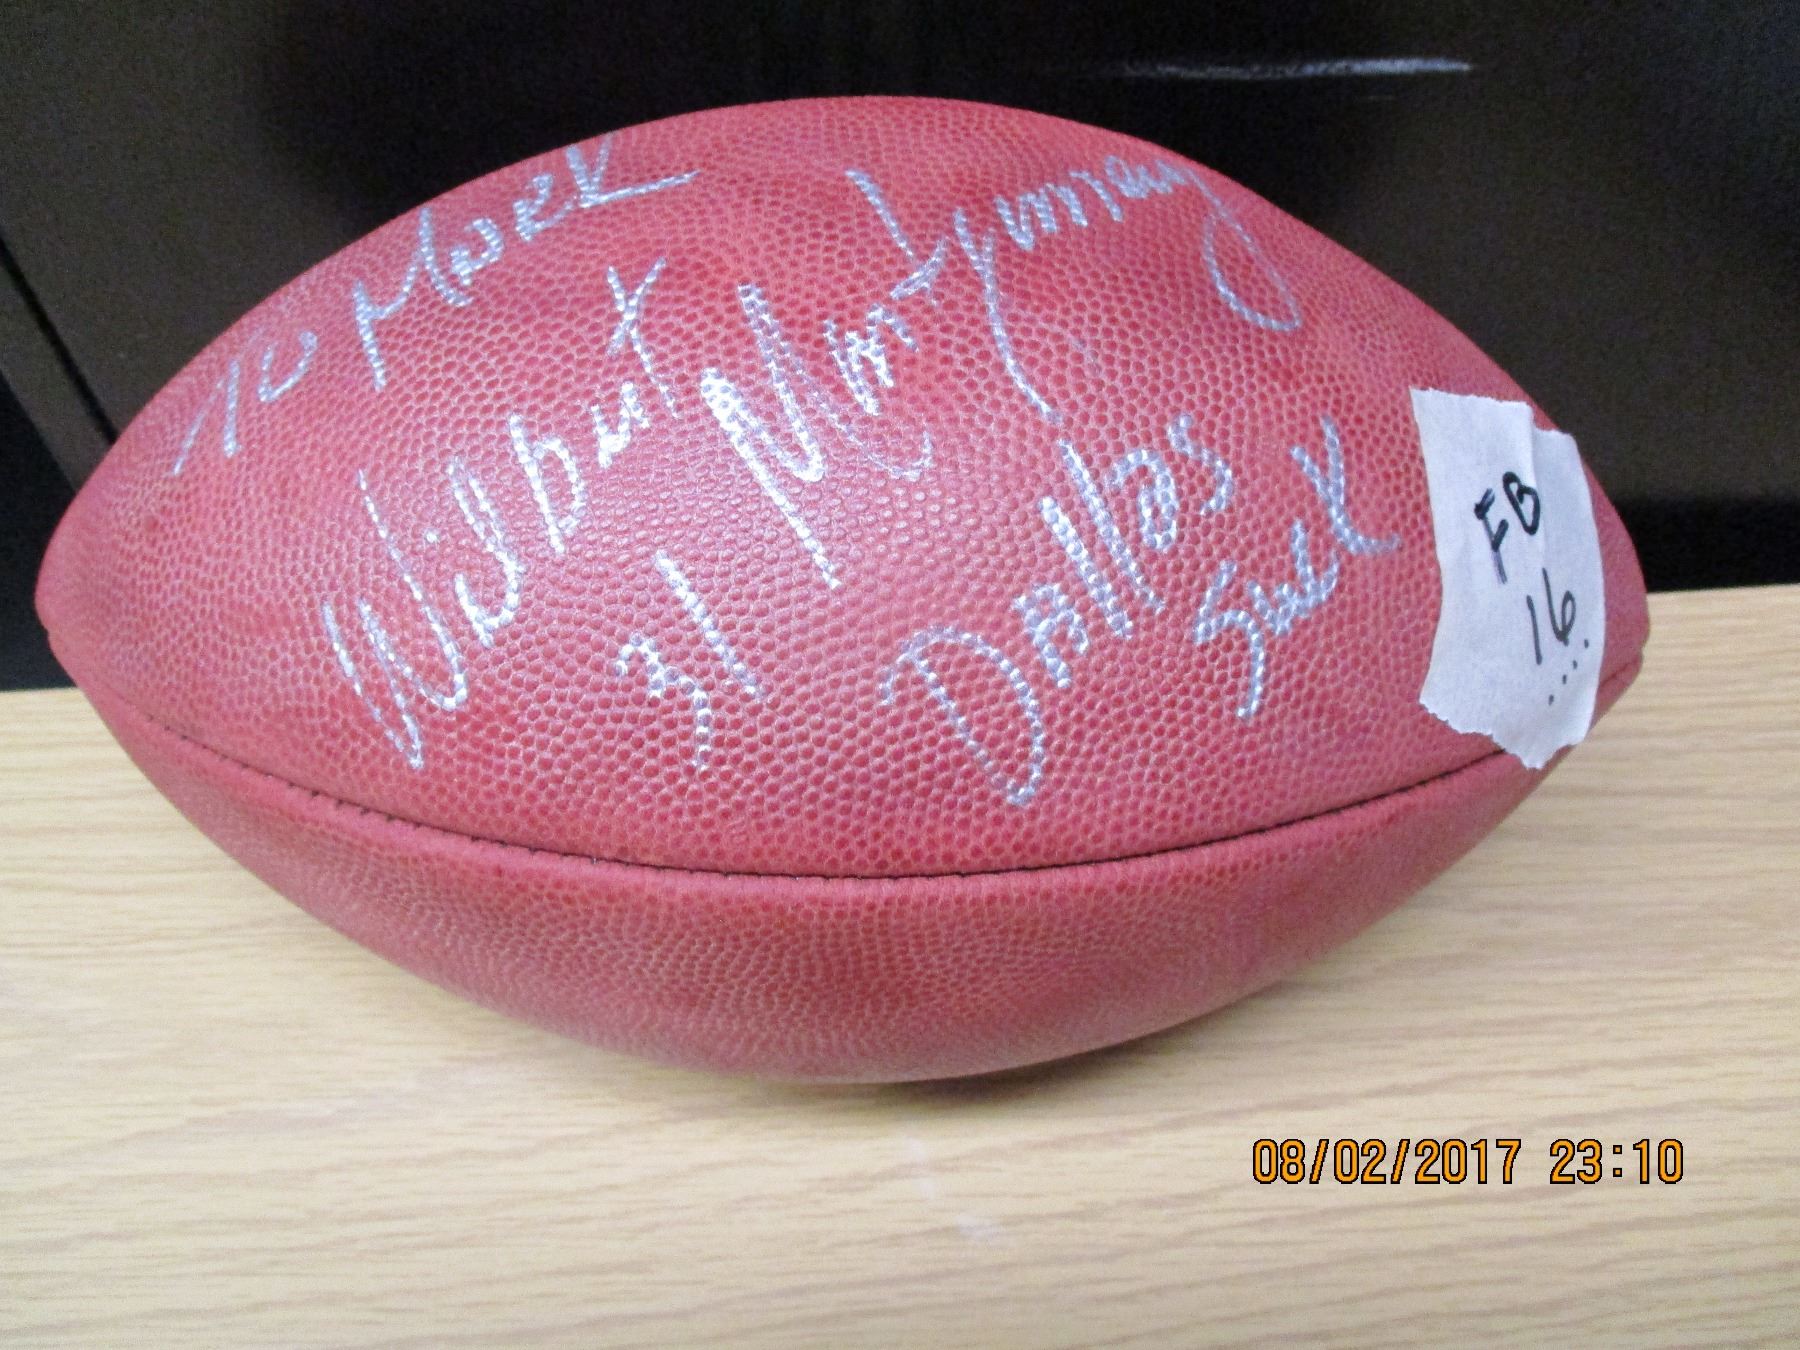 To Mark
Wilbert Montgomery
31
Dallas
Suck
FB
16
08/02/2017 23:10